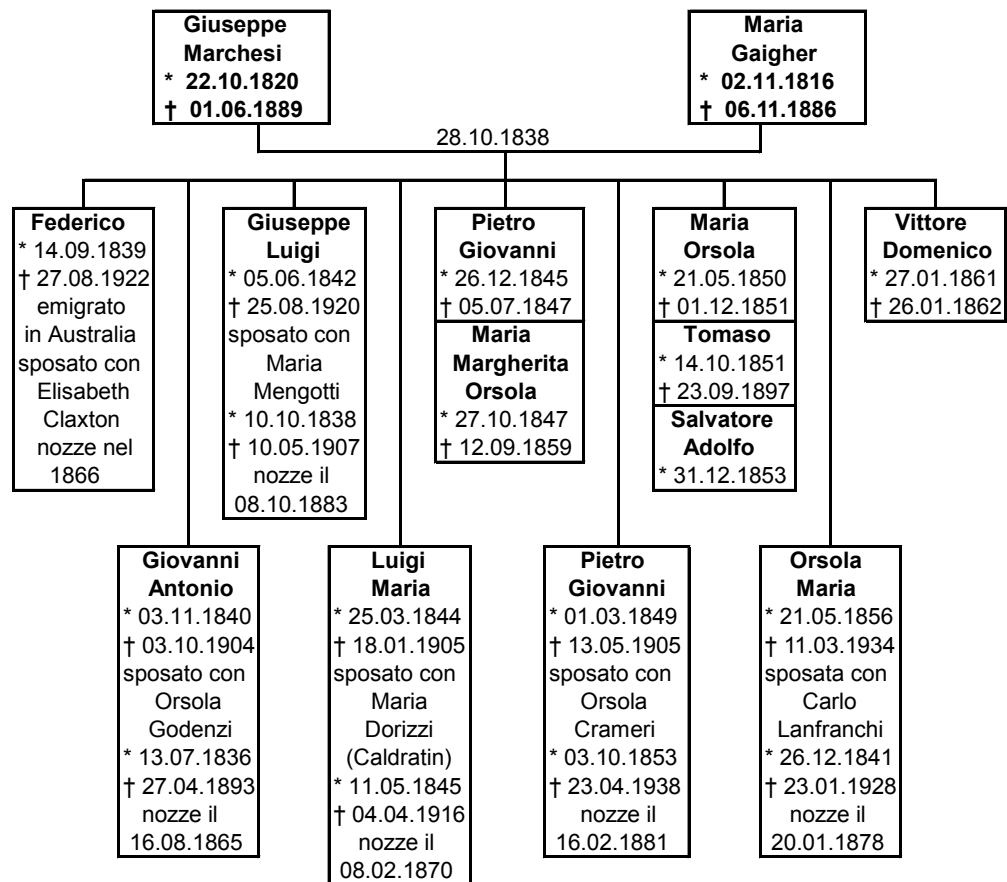 Giuseppe
Marchesi
* 22.10.1820
† 01.06.1889
Maria
Gaigher
* 02.11.1816
† 06.11.1886
28.10.1838
Federico
* 14.09.1839
† 27.08.1922
emigrato
in Australia
sposato con
Elisabeth
Claxton
nozze nel
1866
Giuseppe
Luigi
* 05.06.1842
† 25.08.1920
sposato con
Maria
Mengotti
* 10.10.1838
† 10.05.1907
nozze il
08.10.1883
Pietro
Giovanni
* 26.12.1845
† 05.07.1847
Maria
Margherita
Orsola
* 27.10.1847
† 12.09.1859
Maria
Orsola
* 21.05.1850
† 01.12.1851
Tomaso
* 14.10.1851
† 23.09.1897
Salvatore
Adolfo
* 31.12.1853
Vittore
Domenico
* 27.01.1861
† 26.01.1862
Giovanni
Antonio
* 03.11.1840
† 03.10.1904
sposato con
Orsola
Godenzi
* 13.07.1836
† 27.04.1893
nozze il
16.08.1865
Luigi
Maria
* 25.03.1844
† 18.01.1905
sposato con
Maria
Dorizzi
(Caldratin)
* 11.05.1845
† 04.04.1916
nozze il
08.02.1870
Pietro
Giovanni
* 01.03.1849
† 13.05.1905
sposato con
Orsola
Crameri
* 03.10.1853
† 23.04.1938
nozze il
16.02.1881
Orsola
Maria
* 21.05.1856
† 11.03.1934
sposata con
Carlo
Lanfranchi
* 26.12.1841
† 23.01.1928
nozze il
20.01.1878